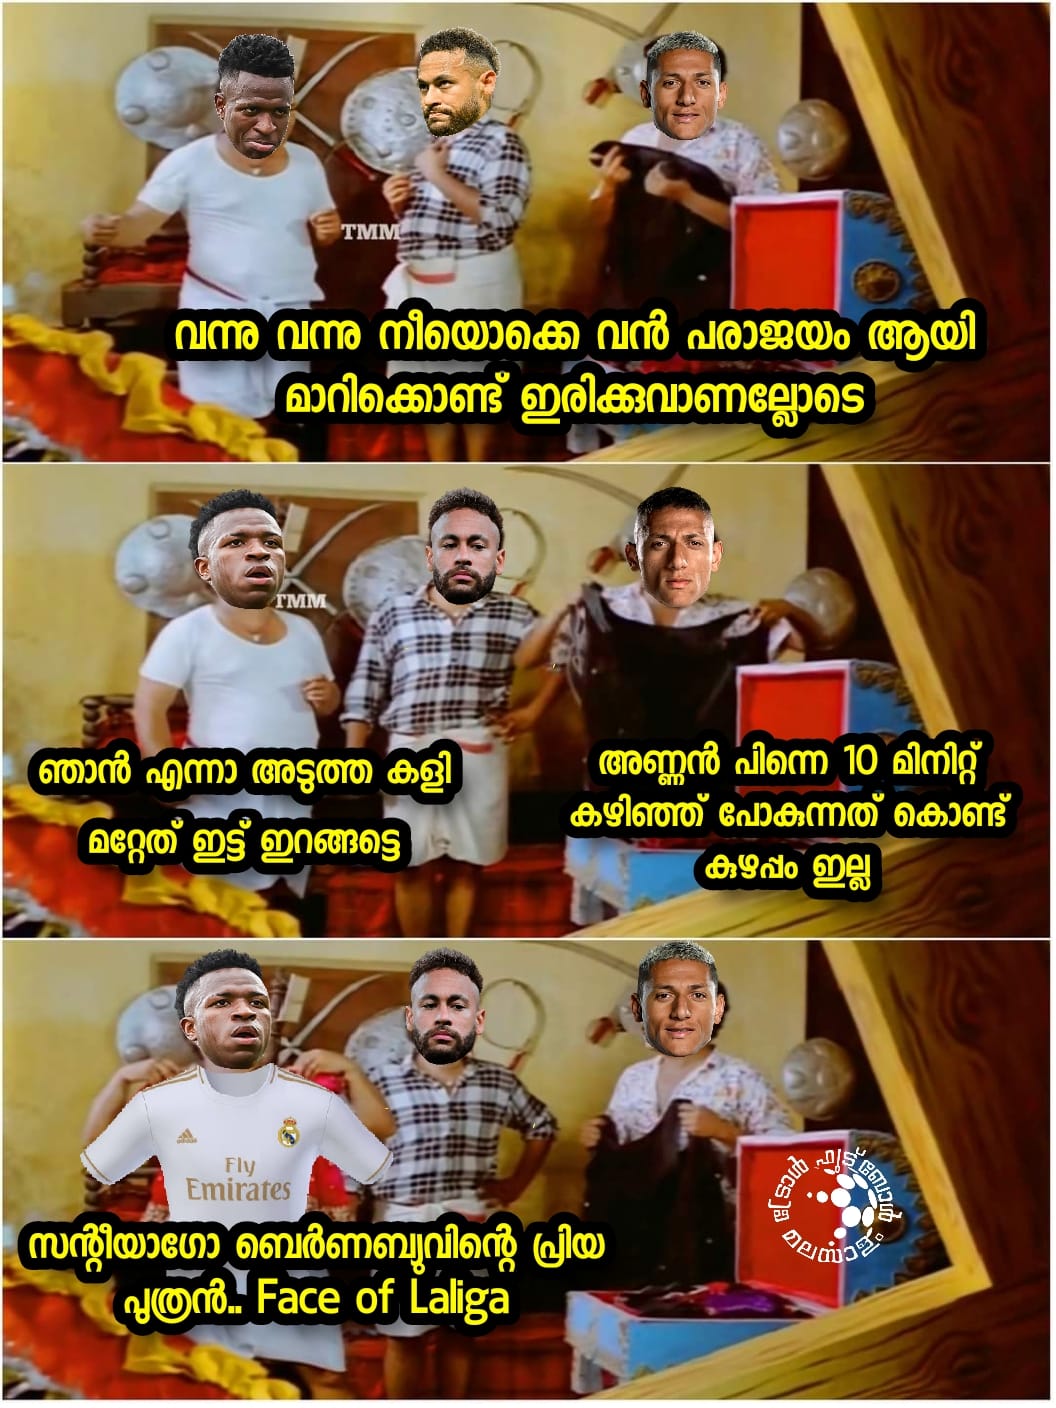 TMM
വന്നു വന്നു നീയൊക്കെ വൻ പരാജയം ആയി
മാറിക്കൊണ്ട് ഇരിക്കുവാണല്ലോടെ
TMM
ഞാൻ എന്നാ അടുത്ത കളി
മറ്റേത് ഇട്ട് ഇറങ്ങട്ടെ
അണ്ണൻ പിന്നെ 10 മിനിറ്റ്
കഴിഞ്ഞ് പോകുന്നത് കൊണ്ട്
കുഴപ്പം ഇല്ല
Fly
Emirates
ട്രോൾ ഫുട്ബോൾ
മലയാളം
സന്റീയാഗോ ബെർണബ്യുവിന്റെ പ്രിയ
പുത്രൻ.. Face of Laliga